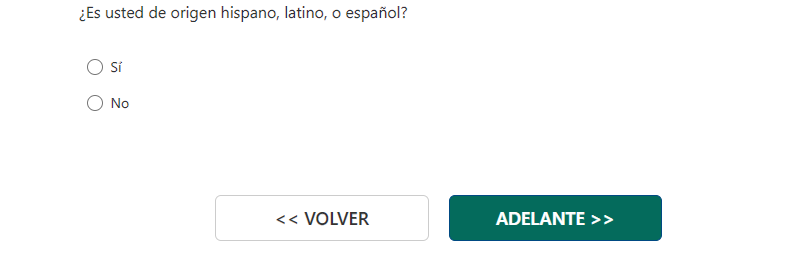 ¿Es usted de origen hispano, latino, o español?
Sí
No
<< VOLVER
ADELANTE >>